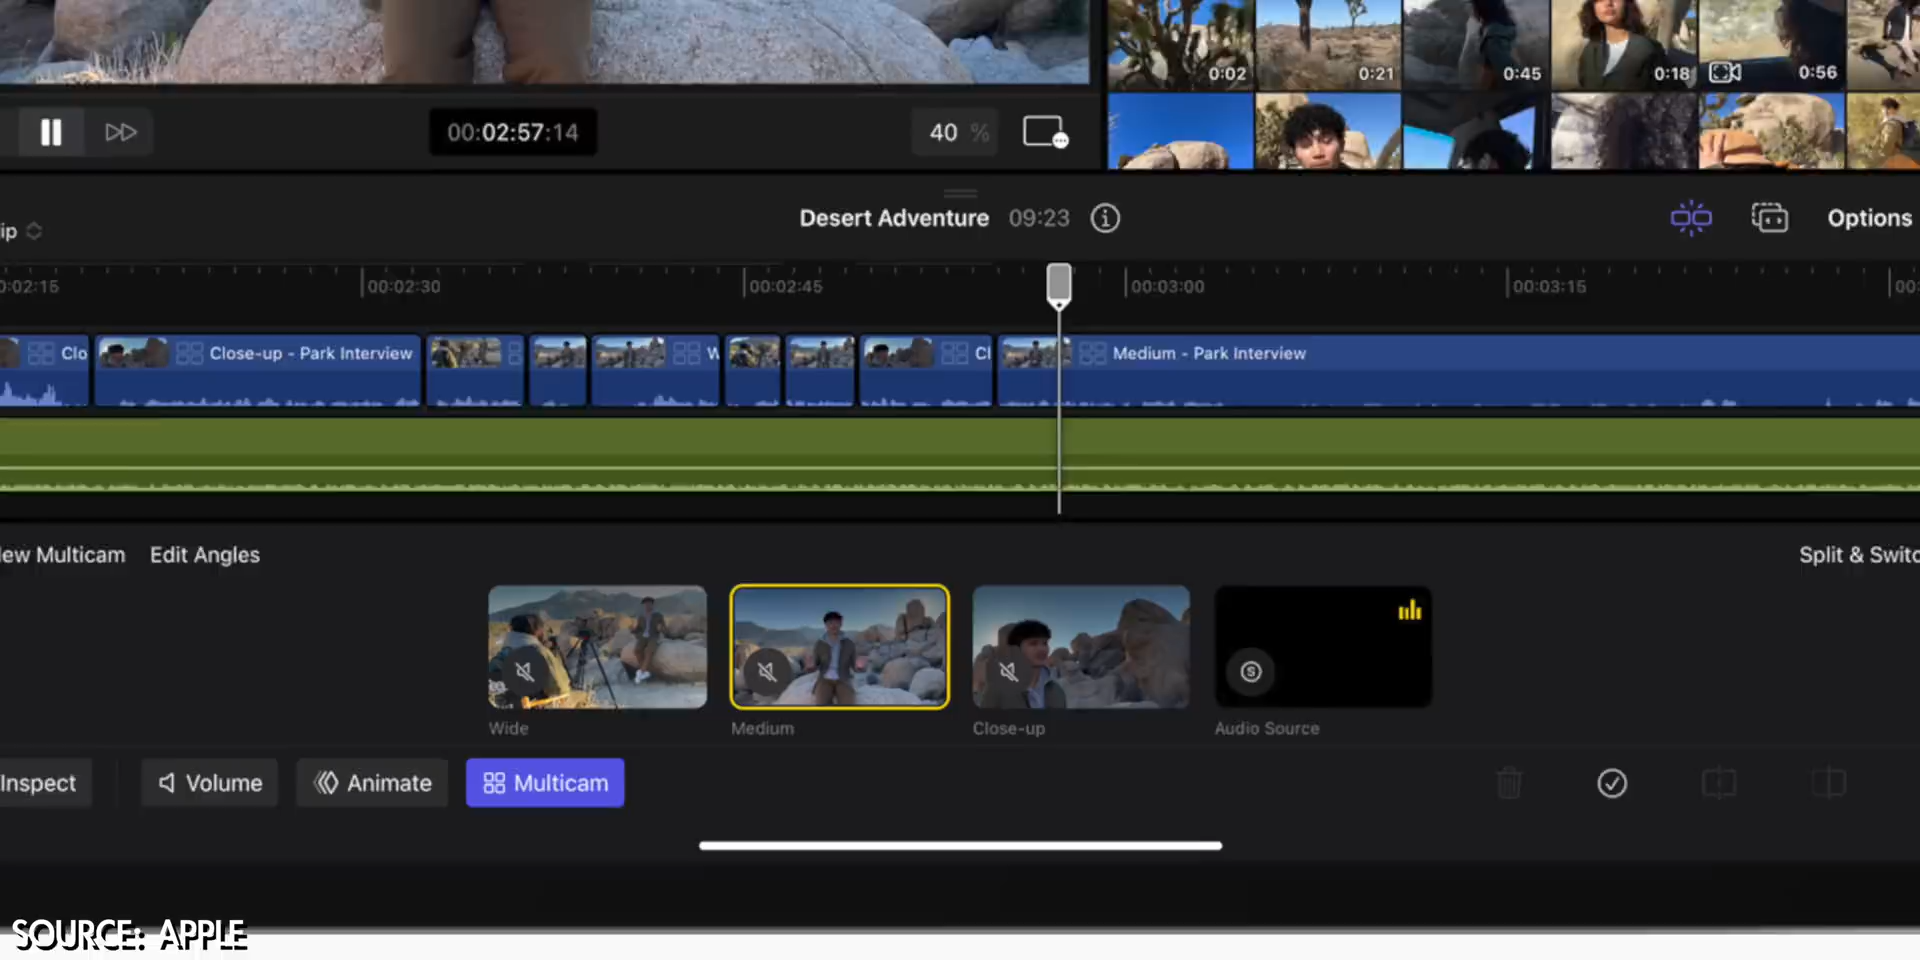 0:02
0:21
0:45
0:18
0:56
00:02:57:14
40 %
Desert Adventure 09:23
Options
ip
0:02:15
00:02:30
00:02:45
00:03:00
00:03:15
00:
Clo
Close-up - Park Interview
W
Cl
Medium - Park Interview
ew Multicam
Edit Angles
Split & Switc
Wide
Medium
Close-up
S
Audio Source
Inspect
Volume
Animate
Multicam
SOURCE: APPLE